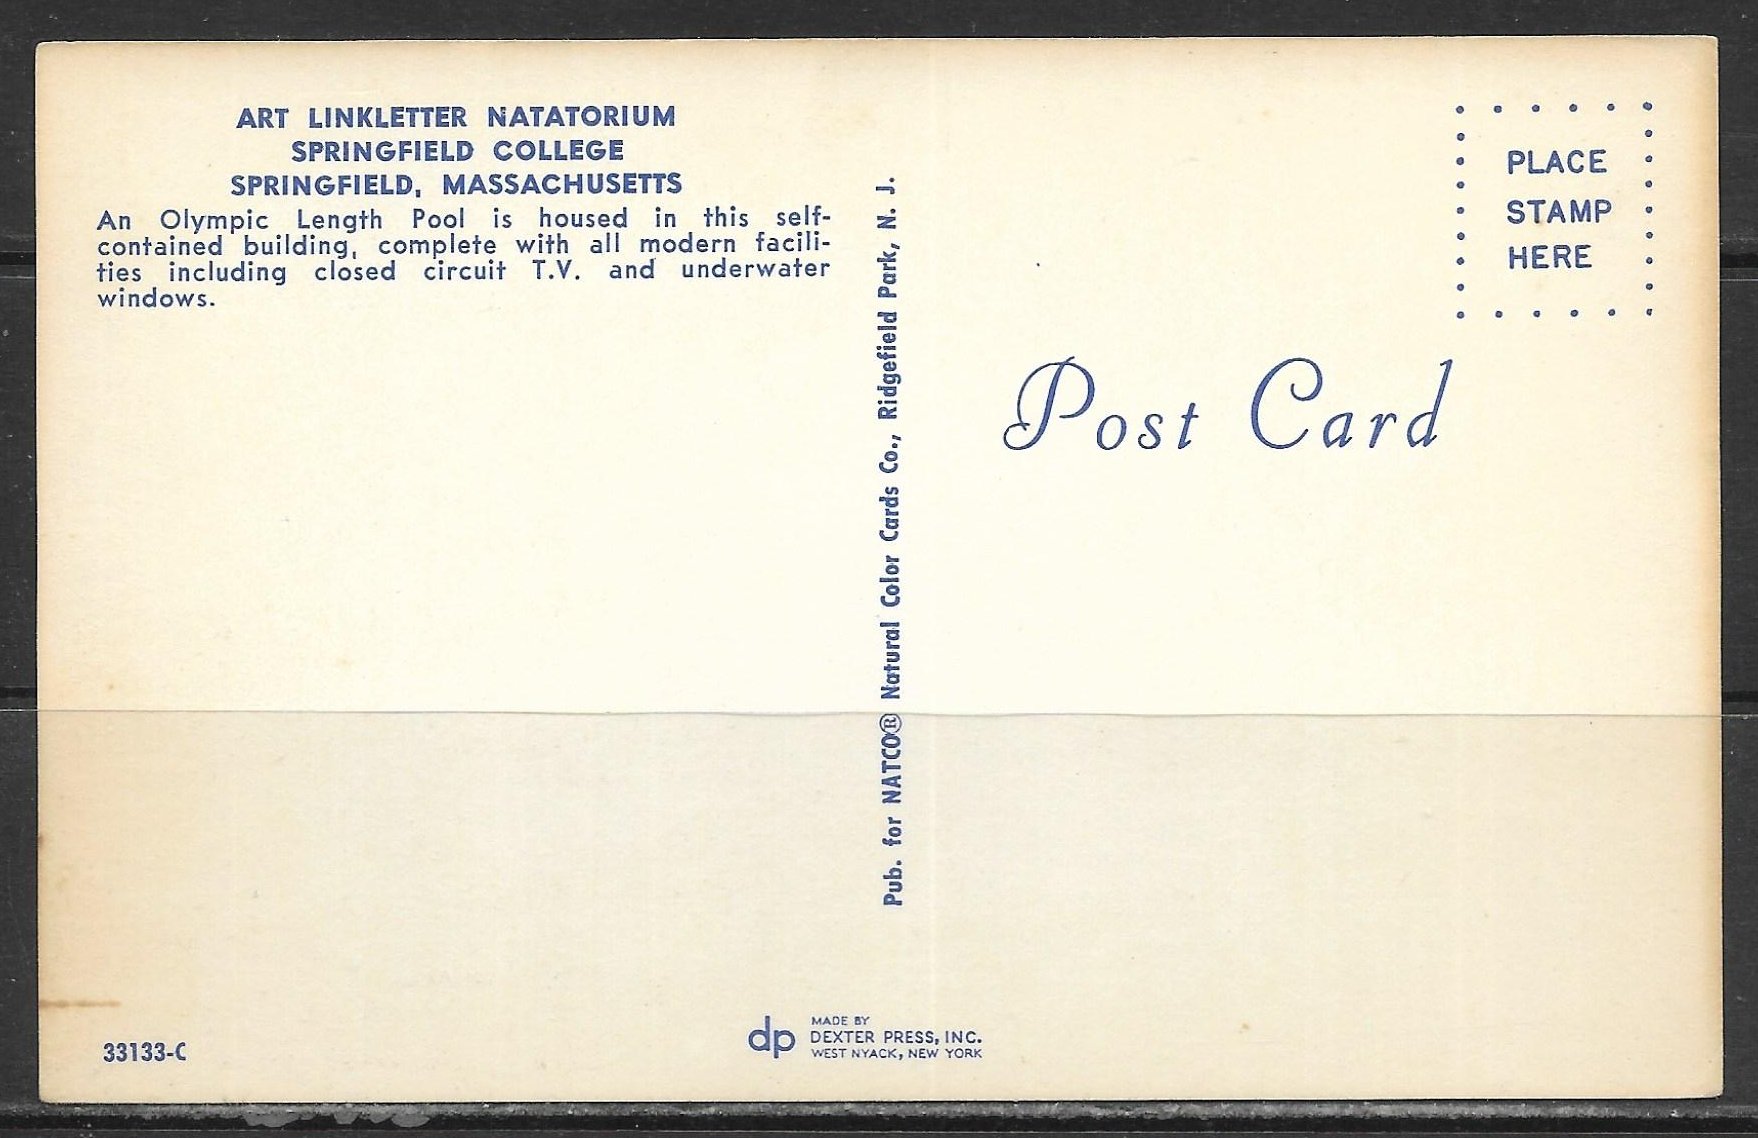 ART LINKLETTER NATATORIUM
SPRINGFIELD COLLEGE
SPRINGFIELD, MASSACHUSETTS
An Olympic Length Pool is housed in this self-
contained building, complete with all modern facili-
ties including closed circuit T.V. and underwater
windows.
Pub. for NATCO® Natural Color Cards Co., Ridgefield Park, N. J.
PLACE
STAMP
HERE
Post Card
33133-C
dp
MADE BY
DEXTER PRESS, INC.
WEST NYACK, NEW YORK